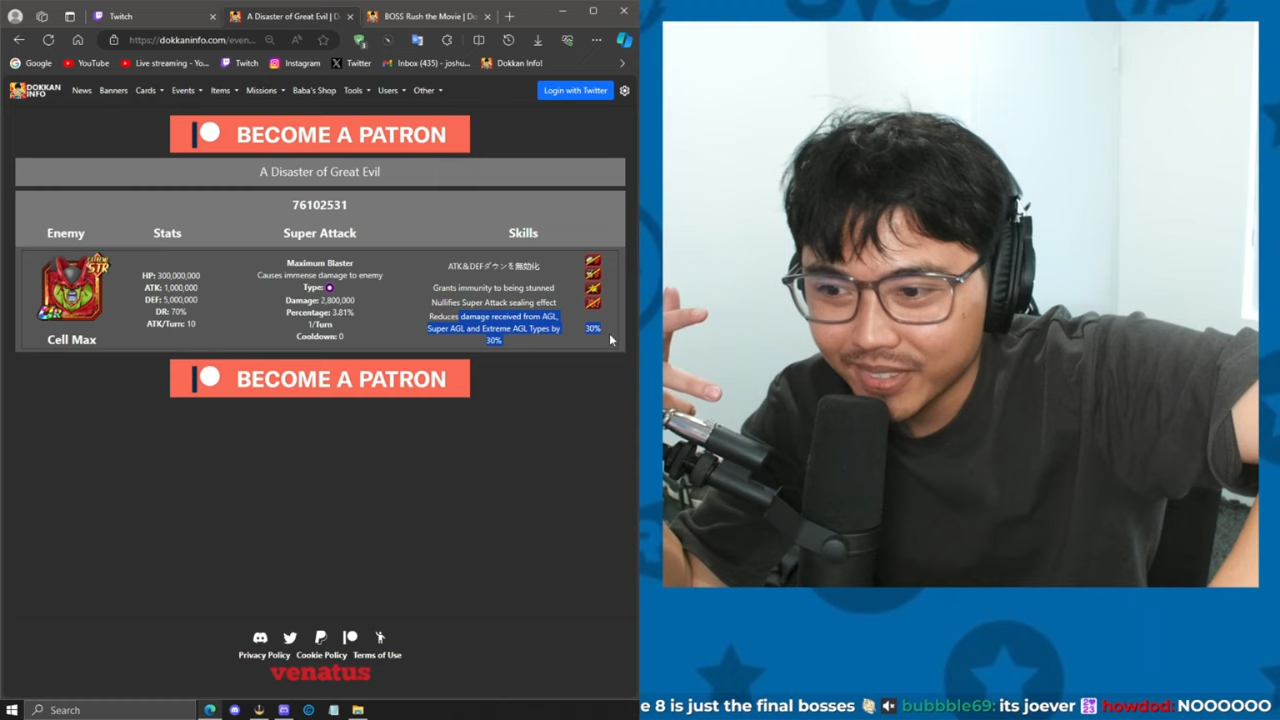 Twitch
A Disaster of Great Evil | D
BOSS Rush the Movie | Do
https://dokkaninfo.com/even...
Google
YouTube
Live streaming - Yo...
Twitch
Instagram
Twitter
Inbox (435) - joshu...
Dokkan Info!
DOKKAN INFO
News
Banners
Cards
Events
Items
Missions
Baba's Shop
Tools
Users
Other
Login with Twitter
BECOME A PATRON
A Disaster of Great Evil
76102531
Enemy
Stats
Super Attack
Skills
EXTREME STR
UR
Cell Max
HP: 300,000,000
ATK: 1,000,000
DEF: 5,000,000
DR: 70%
ATK/Turn: 10
Maximum Blaster
Causes immense damage to enemy
Type:
Damage: 2,800,000
Percentage: 3.81%
1/Turn
Cooldown: 0
ATK&DEFダウンを無効化
Grants immunity to being stunned
Nullifies Super Attack sealing effect
Reduces damage received from AGL,
Super AGL and Extreme AGL Types by
30%
30%
BECOME A PATRON
Privacy Policy
Cookie Policy
Terms of Use
venatus
Search
e 8 is just the final bosses bubbble69: its joever howdod: NOOOOOO